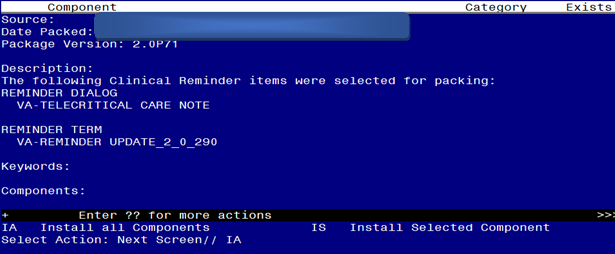 Component Category Exists
Source:
Date Packed:
Package Version: 2.0P71
Description:
The following Clinical Reminder items were selected for packing:
REMINDER DIALOG
VA-TELECRITICAL CARE NOTE
REMINDER TERM
VA-REMINDER UPDATE_2_0_290
Keywords:
Components:
+ Enter ?? for more actions >>>
IA Install all Components IS Install Selected Component
Select Action: Next Screen// IA